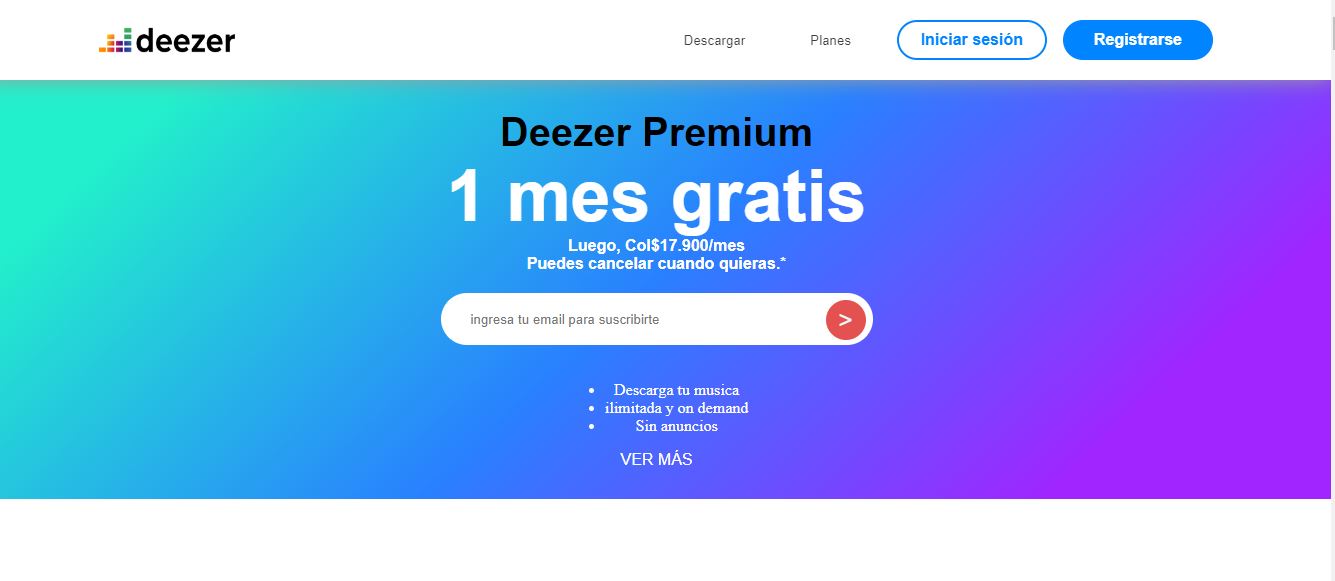 deezer
Descargar
Planes
Iniciar sesión
Registrarse
Deezer Premium
1 mes gratis
Luego, Col$17.900/mes
Puedes cancelar cuando quieras.*
ingresa tu email para suscribirte
>
Descarga tu musica
ilimitada y on demand
Sin anuncios
VER MÁS